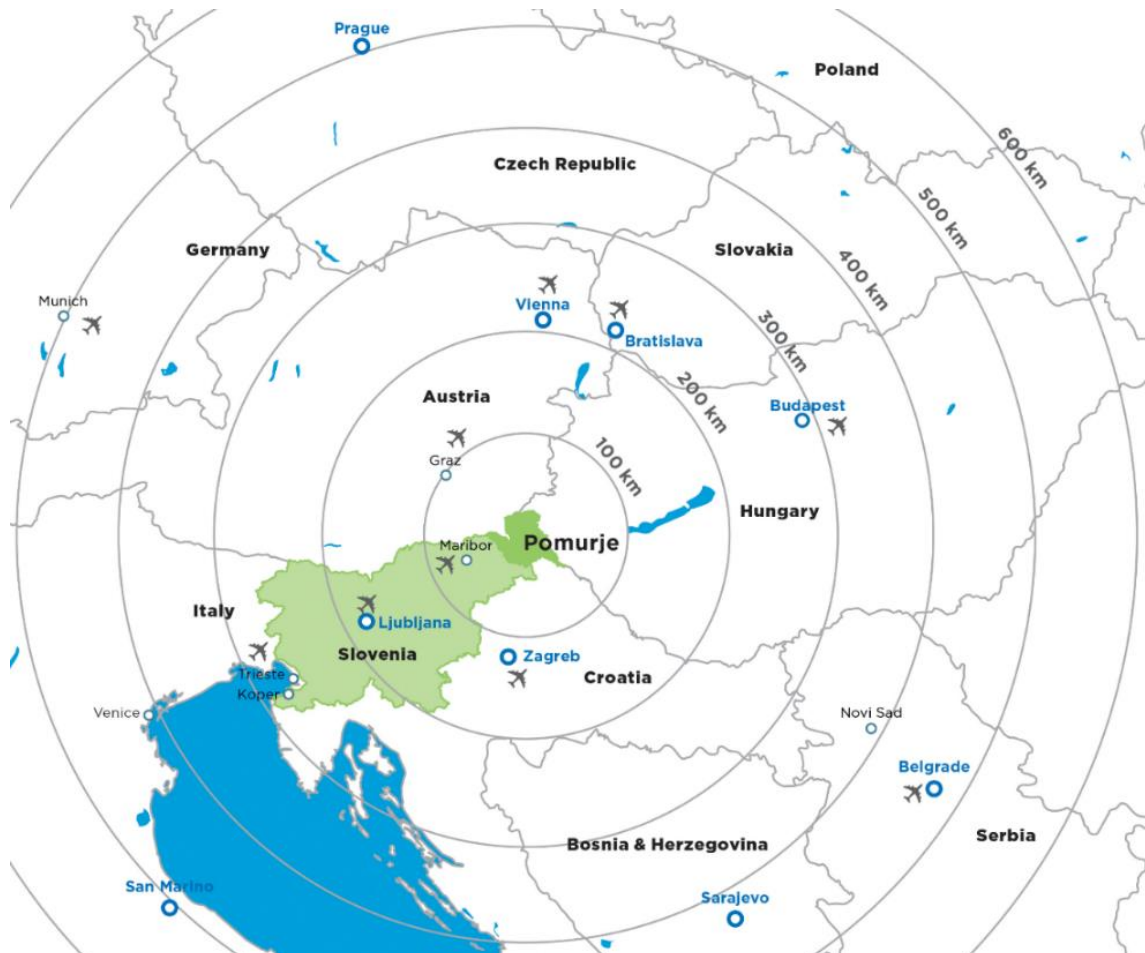 Prague
Poland
600 km
Czech Republic
500 km
Germany
Slovakia
400 km
Munich
Vienna
Bratislava
300 km
Austria
200 km
Budapest
Graz
100 km
Hungary
Maribor
Pomurje
Italy
Ljubljana
Slovenia
Zagreb
Croatia
Trieste
Koper
Venice
Novi Sad
Belgrade
Serbia
Bosnia & Herzegovina
San Marino
Sarajevo